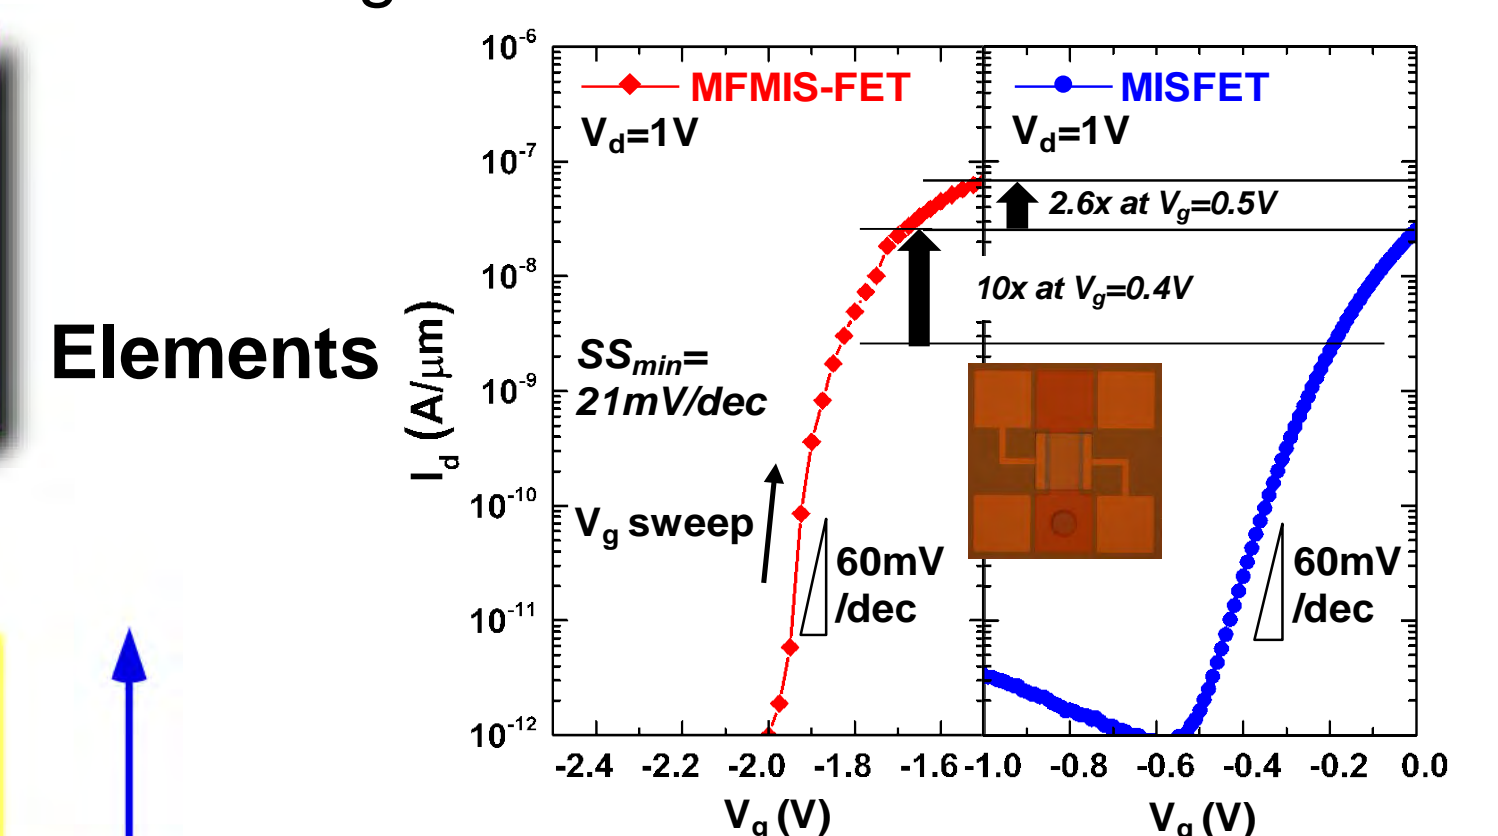 Elements
MFMIS-FET
V_d=1V
MISFET
V_d=1V
2.6x at V_g=0.5V
10x at V_g=0.4V
SS_min=
21mV/dec
V_g sweep
60mV
/dec
60mV
/dec
I_d (A/μm)
10^-6
10^-7
10^-8
10^-9
10^-10
10^-11
10^-12
-2.4 -2.2 -2.0 -1.8 -1.6 -1.0 -0.8 -0.6 -0.4 -0.2 0.0
V_g (V)
V_g (V)